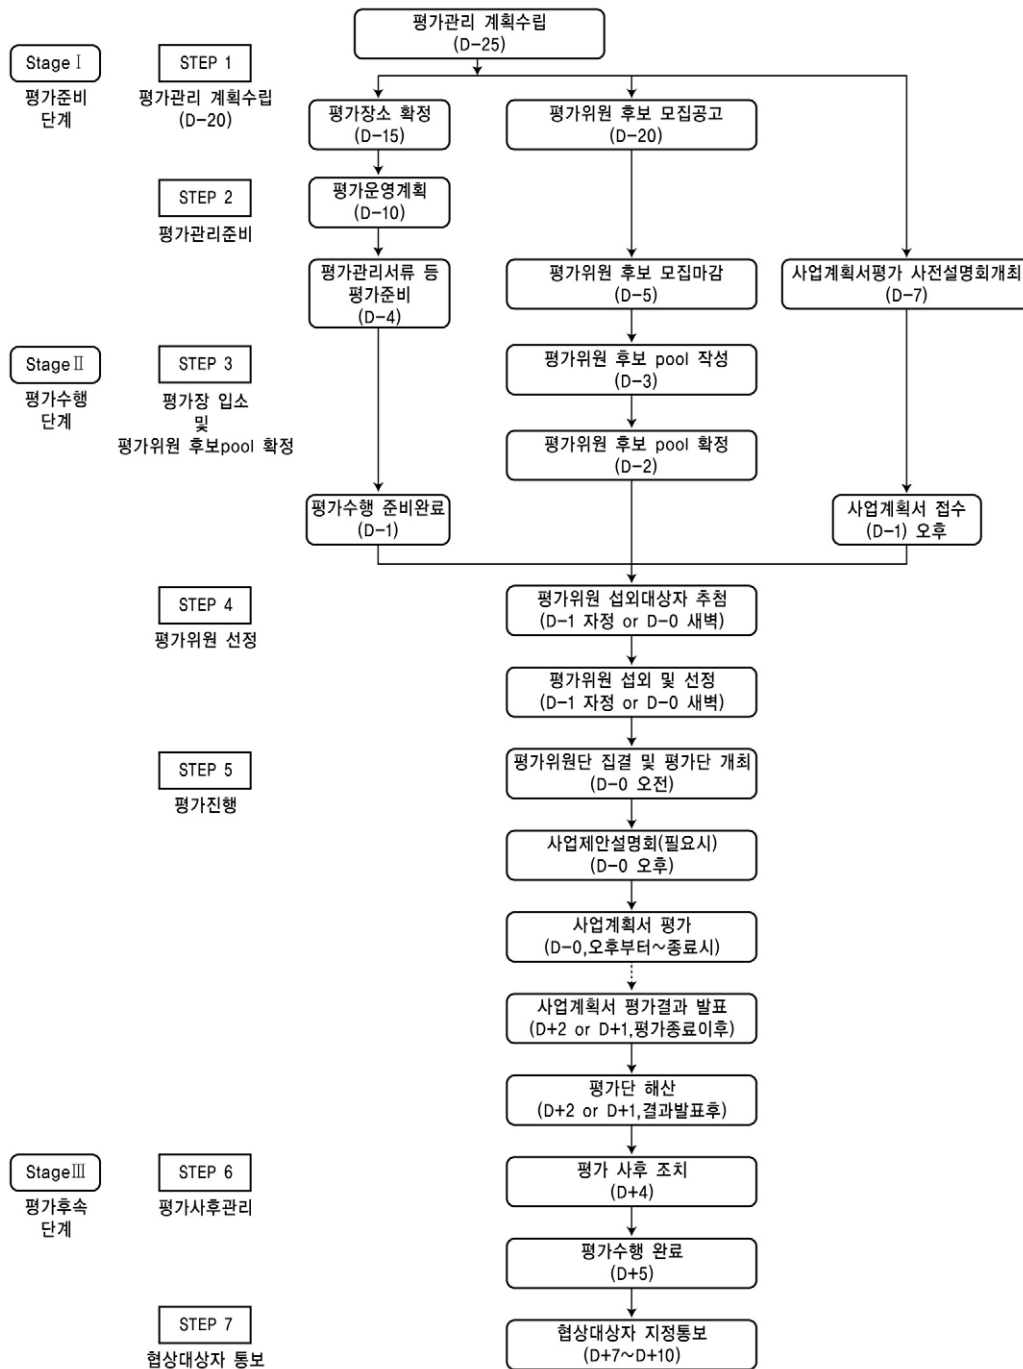 평가관리 계획수립
(D-25)
Stage Ⅰ
평가준비
단계
STEP 1
평가관리 계획수립
(D-20)
평가장소 확정
(D-15)
평가위원 후보 모집공고
(D-20)
STEP 2
평가관리준비
평가운영계획
(D-10)
평가관리서류 등
평가준비
(D-4)
평가위원 후보 모집마감
(D-5)
사업계획서평가 사전설명회개최
(D-7)
Stage Ⅱ
평가수행
단계
STEP 3
평가장 입소
및
평가위원 후보pool 확정
평가위원 후보 pool 작성
(D-3)
평가위원 후보 pool 확정
(D-2)
평가수행 준비완료
(D-1)
사업계획서 접수
(D-1) 오후
STEP 4
평가위원 선정
평가위원 섭외대상자 추첨
(D-1 자정 or D-0 새벽)
평가위원 섭외 및 선정
(D-1 자정 or D-0 새벽)
STEP 5
평가진행
평가위원단 집결 및 평가단 개최
(D-0 오전)
사업제안설명회(필요시)
(D-0 오후)
사업계획서 평가
(D-0,오후부터~종료시)
사업계획서 평가결과 발표
(D+2 or D+1,평가종료이후)
평가단 해산
(D+2 or D+1,결과발표후)
Stage Ⅲ
평가후속
단계
STEP 6
평가사후관리
평가 사후 조치
(D+4)
평가수행 완료
(D+5)
STEP 7
협상대상자 통보
협상대상자 지정통보
(D+7~D+10)